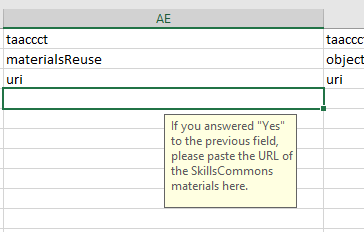 AE
taaccct taaccct
materialsReuse object
uri uri
If you answered "Yes"
to the previous field,
please paste the URL of
the SkillsCommons
materials here.